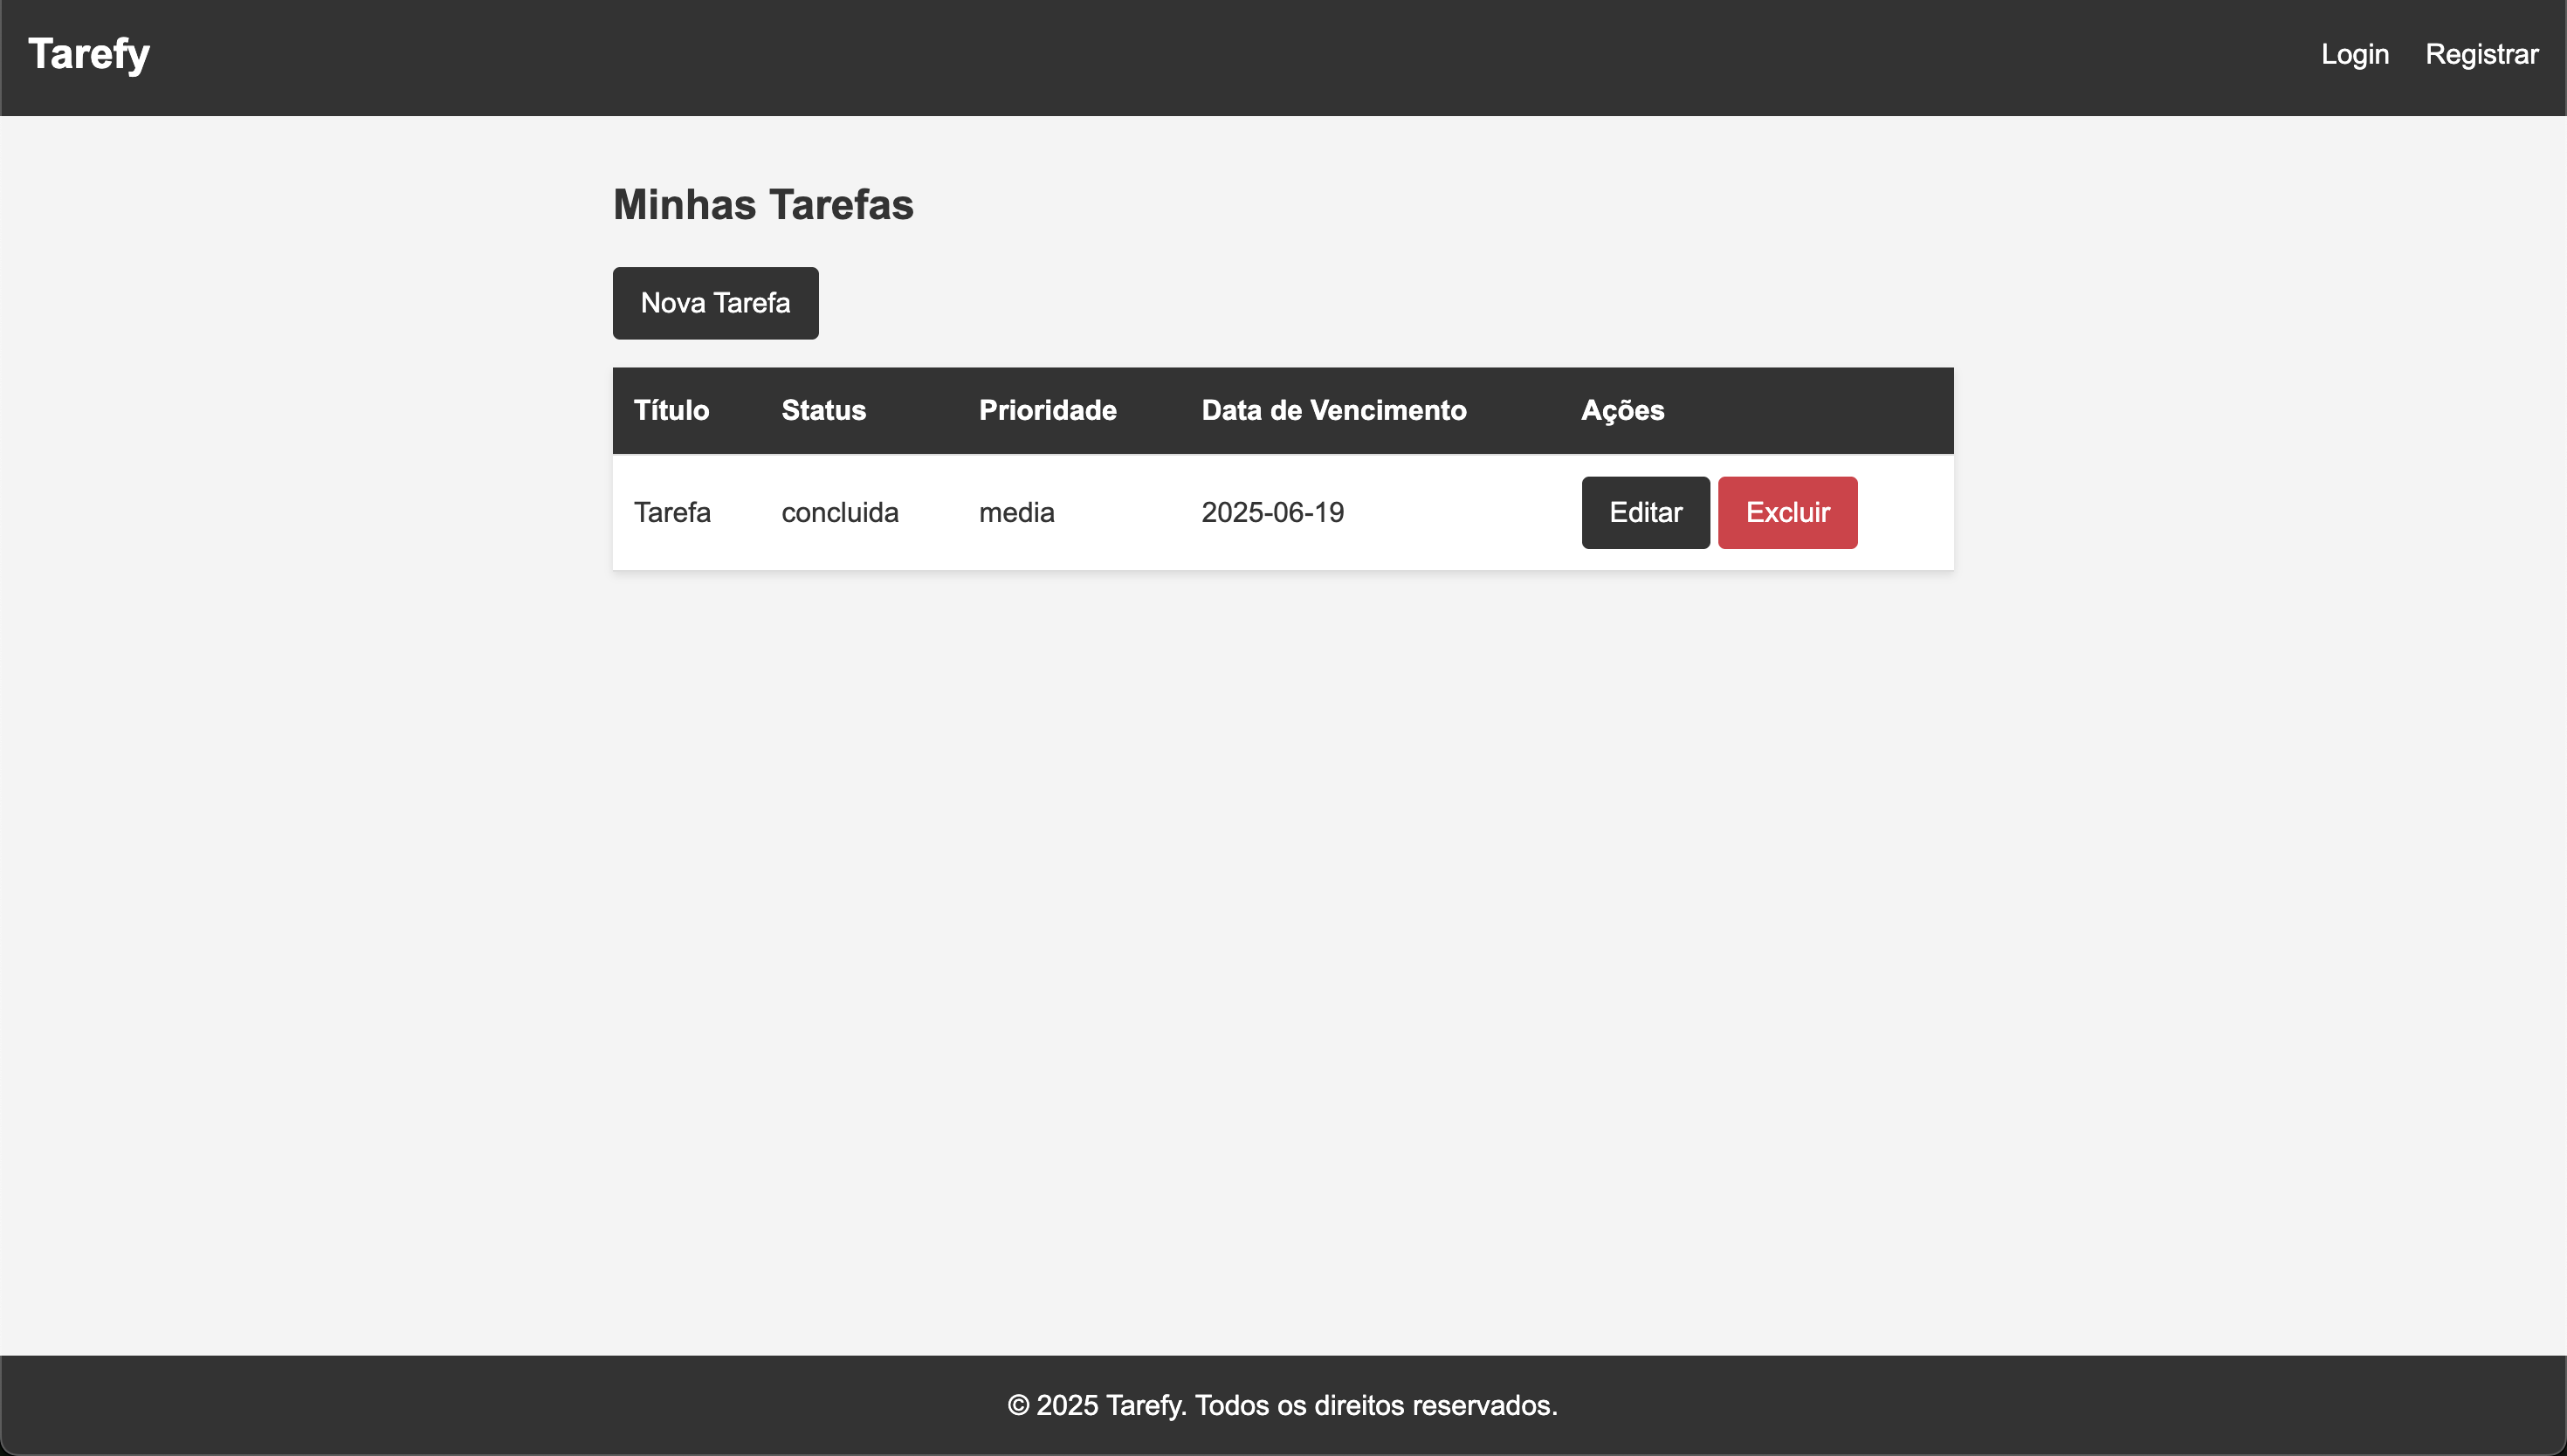 Tarefy
Login Registrar
Minhas Tarefas
Nova Tarefa
Título Status Prioridade Data de Vencimento Ações
Tarefa concluida media 2025-06-19 Editar Excluir
© 2025 Tarefy. Todos os direitos reservados.